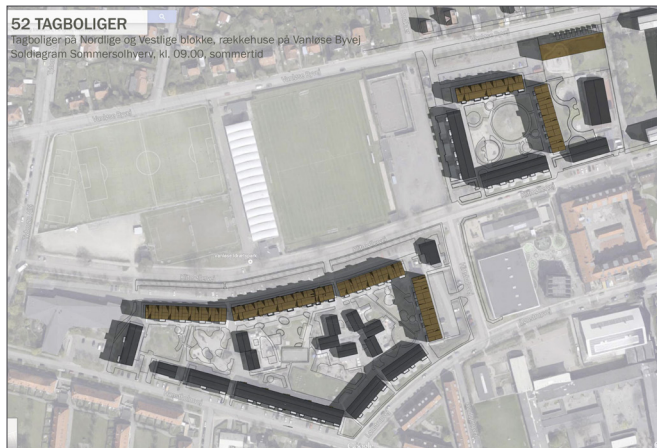 52 TAGBOLIGER
Tagboliger på Nordlige og Vestlige blokke, rækkehuse på Vanløse Byvej
Soldiagram Sommersolhverv, kl. 09.00, sommertid